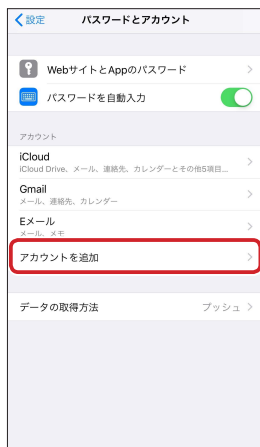 設定 パスワードとアカウント
WebサイトとAppのパスワード
パスワードを自動入力
アカウント
iCloud
iCloud Drive、メール、連絡先、カレンダーとその他5項目...
Gmail
メール、連絡先、カレンダー
Eメール
メール、メモ
アカウントを追加
データの取得方法 プッシュ